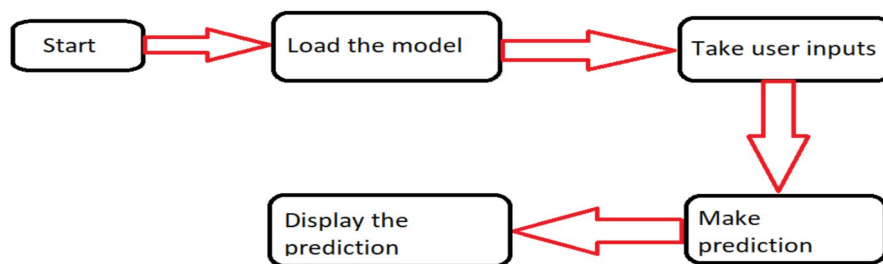 Start
Load the model
Take user inputs
Make
prediction
Display the
prediction